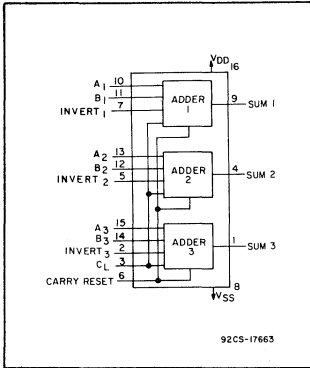 VDD
16
A1 10
B1 11
INVERT1 7
ADDER
1
9 SUM 1
A2 13
B2 12
INVERT 2 5
ADDER
2
4 SUM 2
A3 15
B3 14
INVERT3 2
CL 3
CARRY RESET 6
ADDER
3
1 SUM 3
8
VSS
92CS-17663